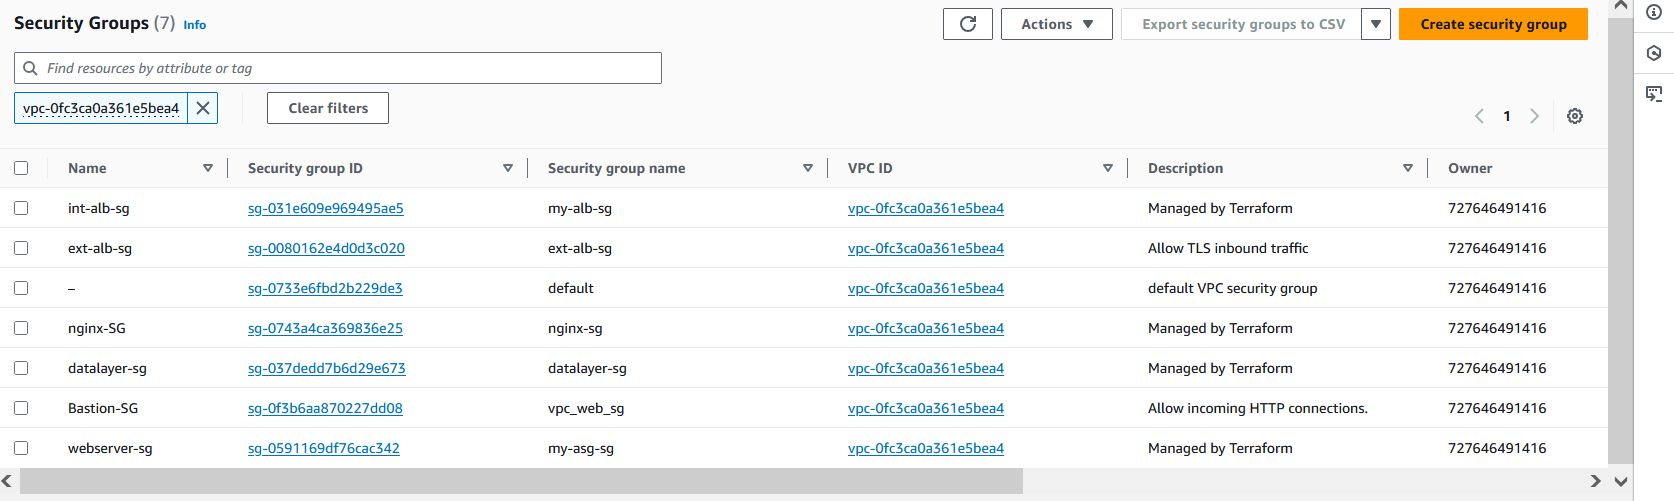 Security Groups (7) Info
Actions
Export security groups to CSV
Create security group
Find resources by attribute or tag
vpc-0fc3ca0a361e5bea4
Clear filters
1
Name Security group ID Security group name VPC ID Description Owner
int-alb-sg sg-031e609e969495ae5 my-alb-sg vpc-0fc3ca0a361e5bea4 Managed by Terraform 727646491416
ext-alb-sg sg-0080162e4d0d3c020 ext-alb-sg vpc-0fc3ca0a361e5bea4 Allow TLS inbound traffic 727646491416
– sg-0733e6fbd2b229de3 default vpc-0fc3ca0a361e5bea4 default VPC security group 727646491416
nginx-SG sg-0743a4ca369836e25 nginx-sg vpc-0fc3ca0a361e5bea4 Managed by Terraform 727646491416
datalayer-sg sg-037dedd7b6d29e673 datalayer-sg vpc-0fc3ca0a361e5bea4 Managed by Terraform 727646491416
Bastion-SG sg-0f3b6aa870227dd08 vpc_web_sg vpc-0fc3ca0a361e5bea4 Allow incoming HTTP connections. 727646491416
webserver-sg sg-0591169df76cac342 my-asg-sg vpc-0fc3ca0a361e5bea4 Managed by Terraform 727646491416